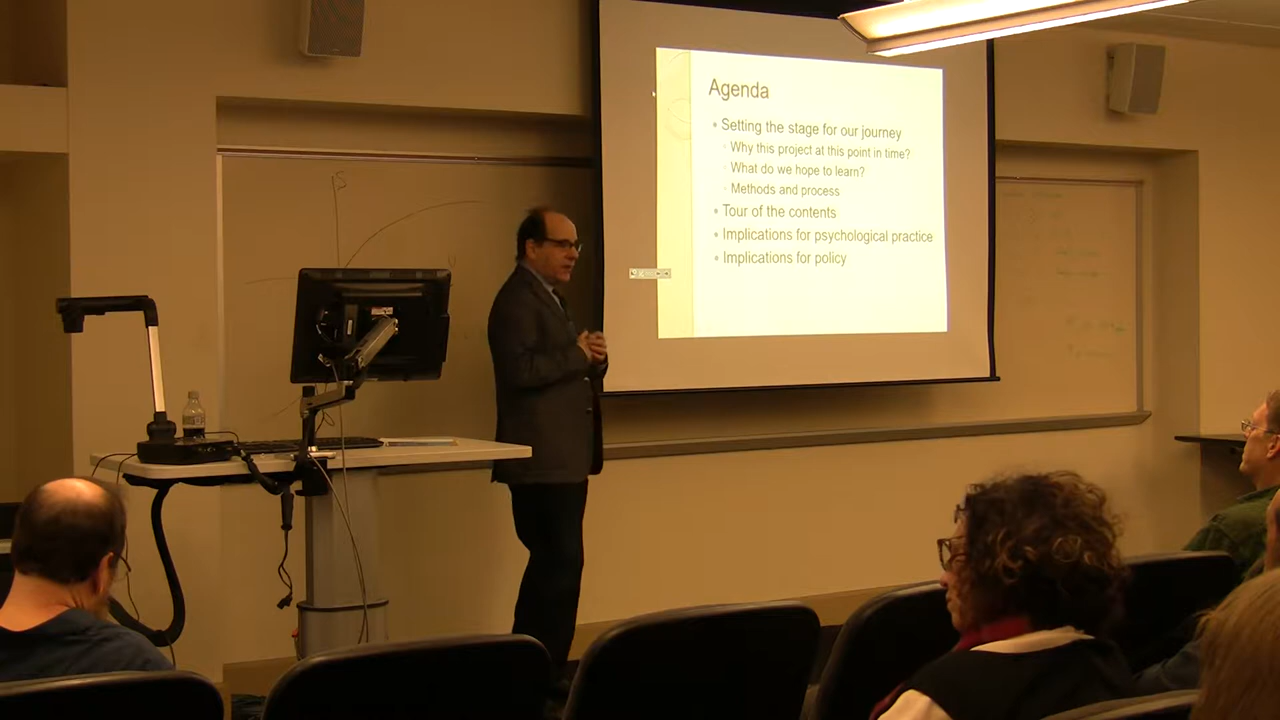 Agenda
Setting the stage for our journey
Why this project at this point in time?
What do we hope to learn?
Methods and process
Tour of the contents
Implications for psychological practice
Implications for policy